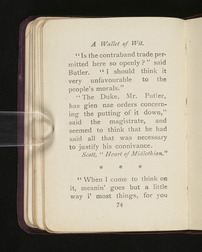 A Wallet of Wit.
"Is the contraband trade per-
mitted here so openly?" said
Butler. "I should think it
very unfavourable to the
people's morals."
"The Duke, Mr. Putler,
has gien nae orders concern-
ing the putting of it down,"
said the magistrate, and
seemed to think that he had
said all that was necessary
to justify his connivance.
Scott, "Heart of Midlothian."
* * *
"When I come to think on
it, meanin' goes but a little
way i' most things, for you
74